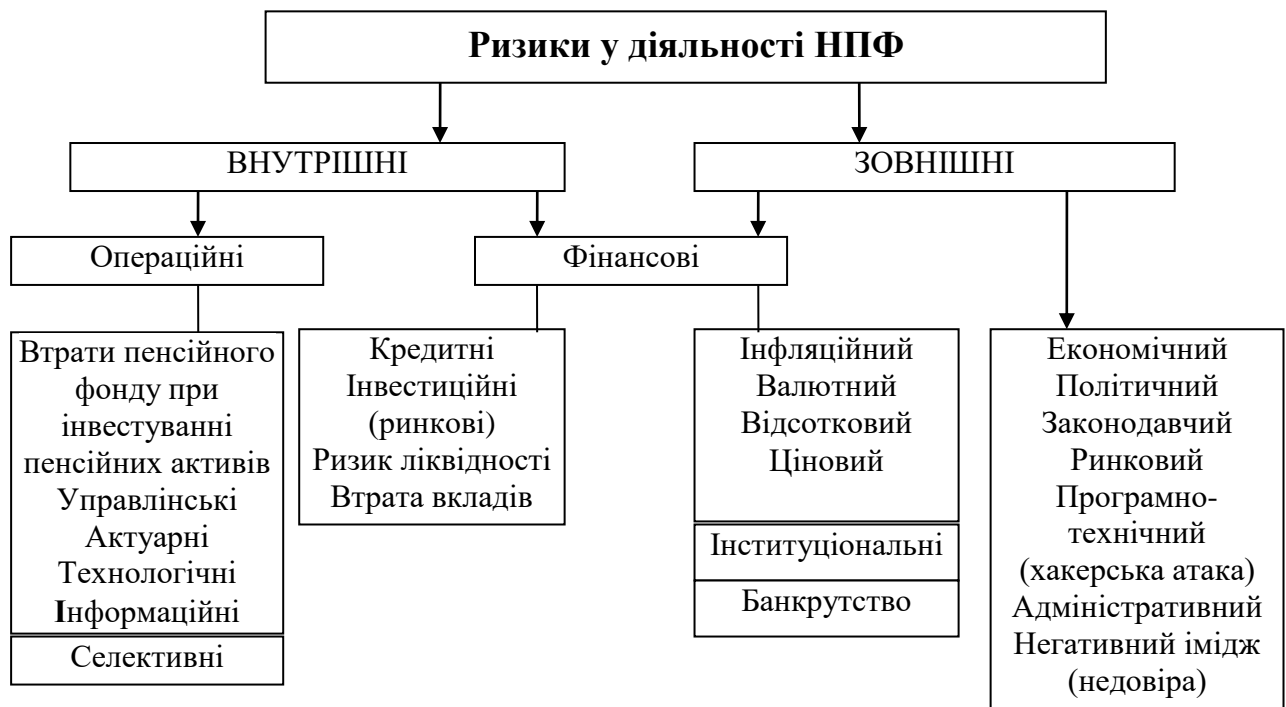 Ризики у діяльності НПФ
ВНУТРІШНІ
ЗОВНІШНІ
Операційні
Фінансові
Втрати пенсійного
фонду при
інвестуванні
пенсійних активів
Управлінські
Актуарні
Технологічні
Інформаційні
Селективні
Кредитні
Інвестиційні
(ринкові)
Ризик ліквідності
Втрата вкладів
Інфляційний
Валютний
Відсотковий
Ціновий
Інституціональні
Банкрутство
Економічний
Політичний
Законодавчий
Ринковий
Програмно-
технічний
(хакерська атака)
Адміністративний
Негативний імідж
(недовіра)